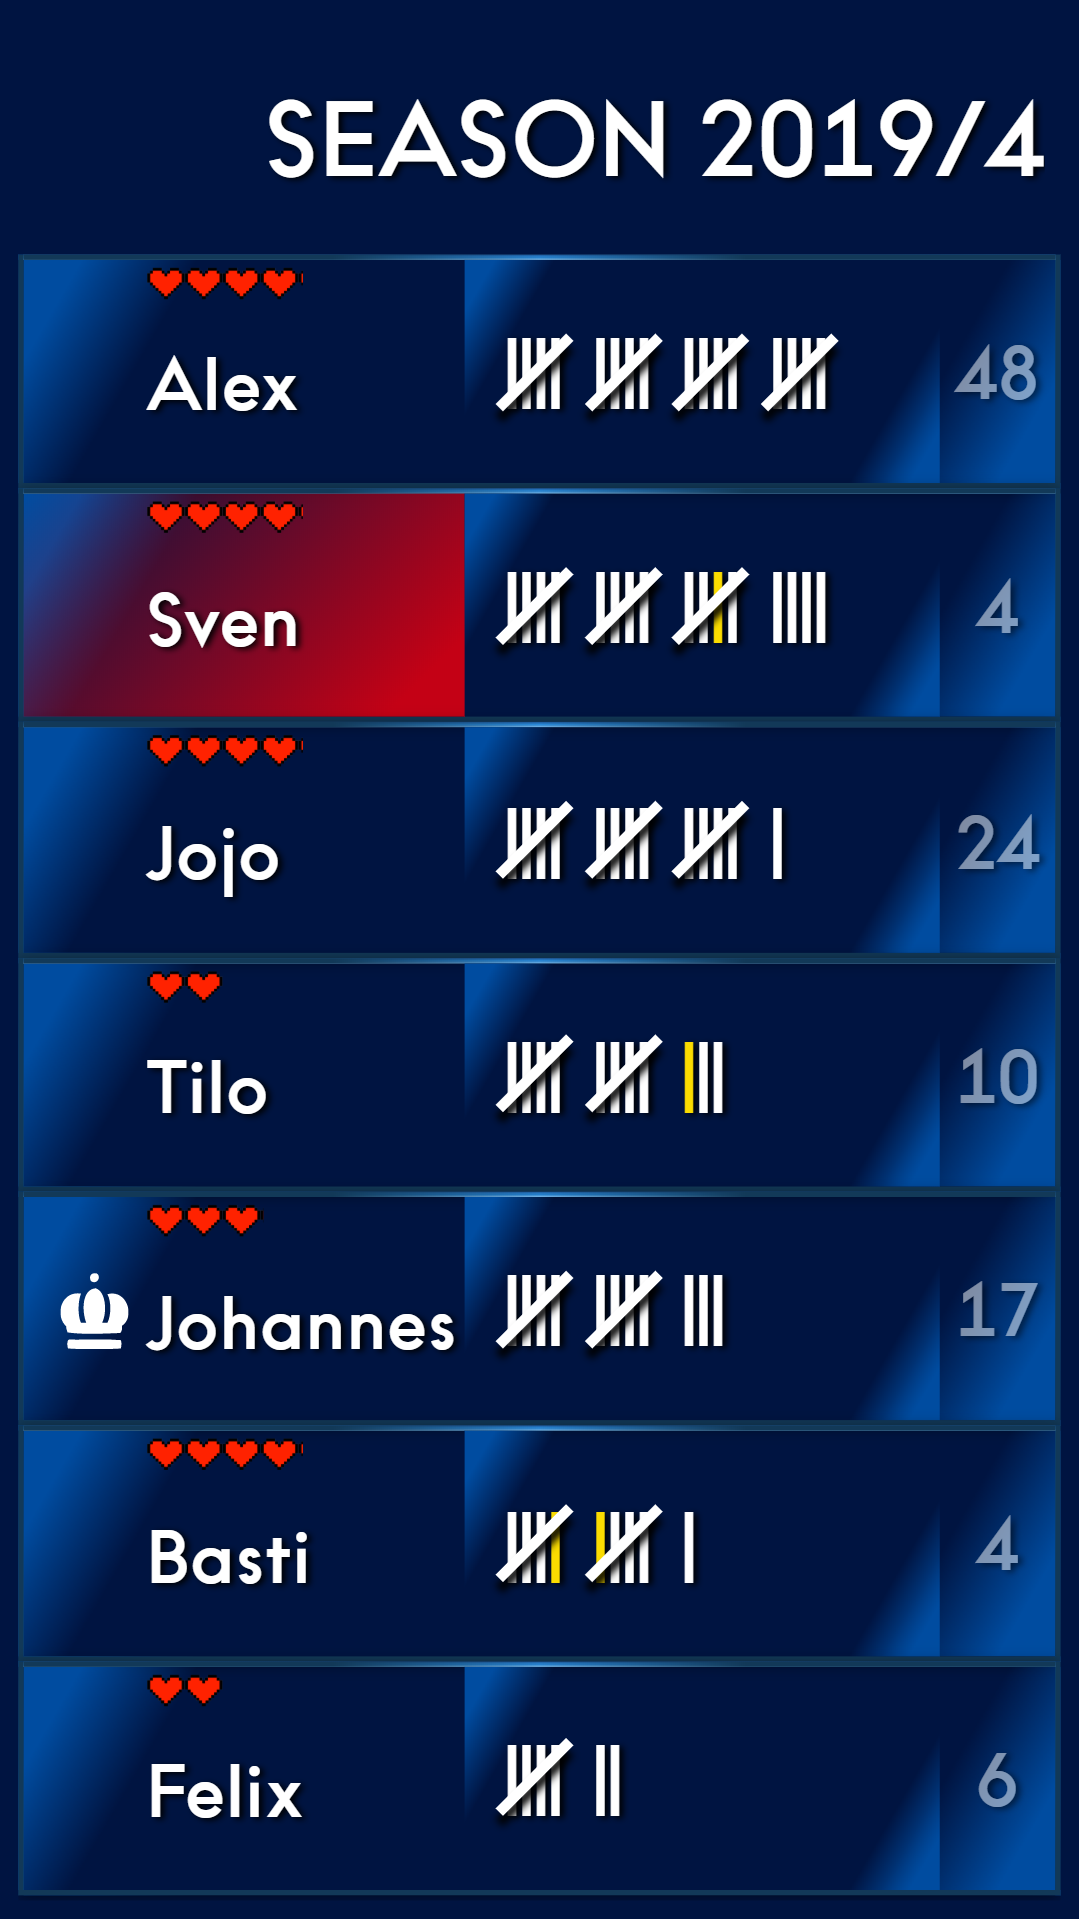 SEASON 2019/4
Alex 48
Sven 4
Jojo 24
Tilo 10
Johannes 17
Basti 4
Felix 6